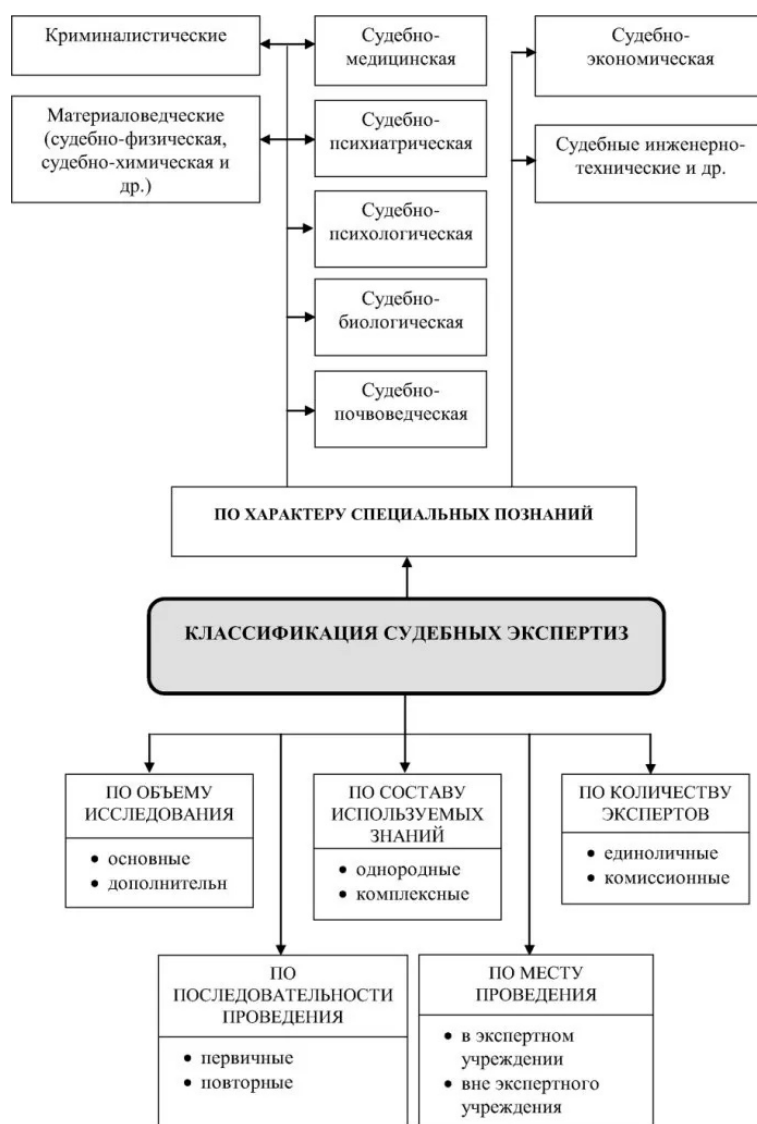 Криминалистические
Судебно-
медицинская
Судебно-
экономическая
Материаловедческие
(судебно-физическая,
судебно-химическая и
др.)
Судебно-
психиатрическая
Судебные инженерно-
технические и др.
Судебно-
психологическая
Судебно-
биологическая
Судебно-
почвоведческая
ПО ХАРАКТЕРУ СПЕЦИАЛЬНЫХ ПОЗНАНИЙ
КЛАССИФИКАЦИЯ СУДЕБНЫХ ЭКСПЕРТИЗ
ПО ОБЪЕМУ
ИССЛЕДОВАНИЯ
• основные
• дополнительн
ПО СОСТАВУ
ИСПОЛЬЗУЕМЫХ
ЗНАНИЙ
• однородные
• комплексные
ПО КОЛИЧЕСТВУ
ЭКСПЕРТОВ
• единоличные
• комиссионные
ПО
ПОСЛЕДОВАТЕЛЬНОСТИ
ПРОВЕДЕНИЯ
• первичные
• повторные
ПО МЕСТУ
ПРОВЕДЕНИЯ
• в экспертном
учреждении
• вне экспертного
учреждения